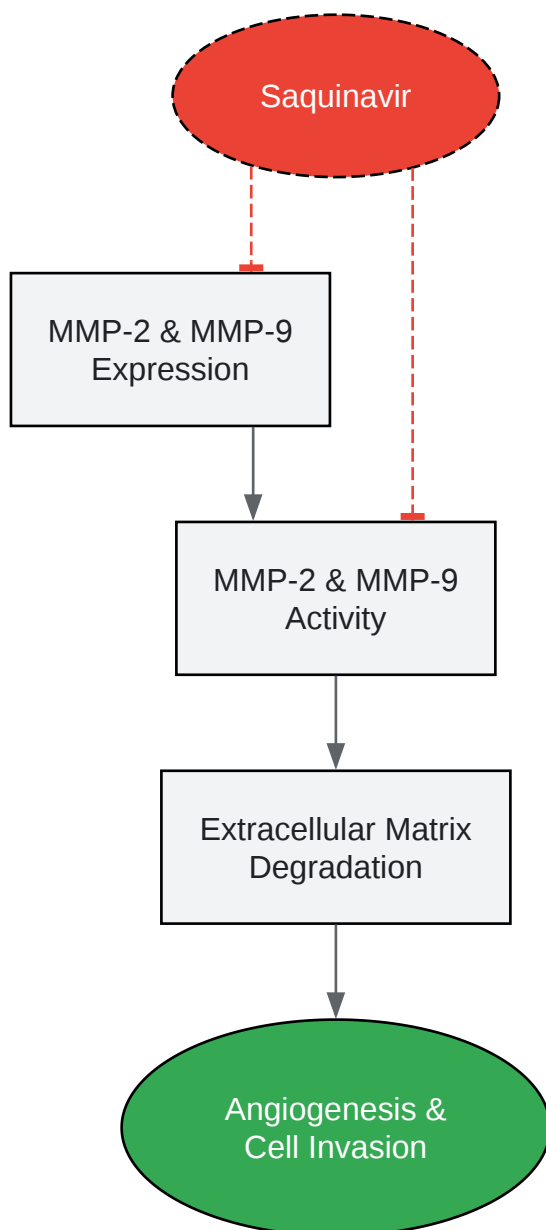 Saquinavir
MMP-2 & MMP-9
Expression
MMP-2 & MMP-9
Activity
Extracellular Matrix
Degradation
Angiogenesis &
Cell Invasion